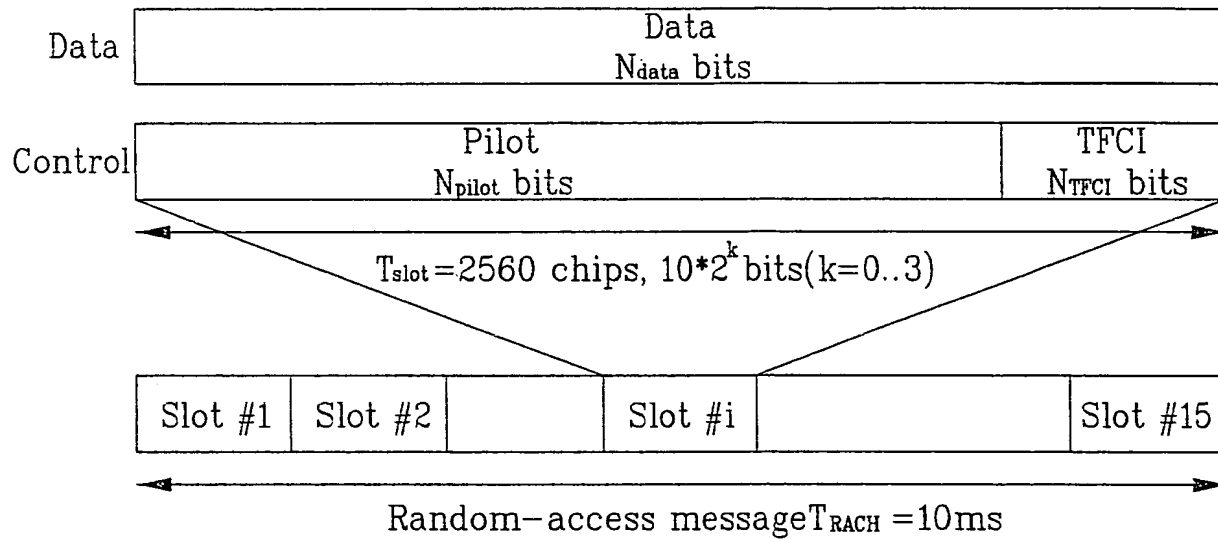 Data
Data
Ndata bits
Control
Pilot
Npilot bits
TFCI
NTFCI bits
Tslot=2560 chips, 10*2^k bits(k=0..3)
Slot #1 Slot #2 Slot #i Slot #15
Random-access messageTRACH =10ms